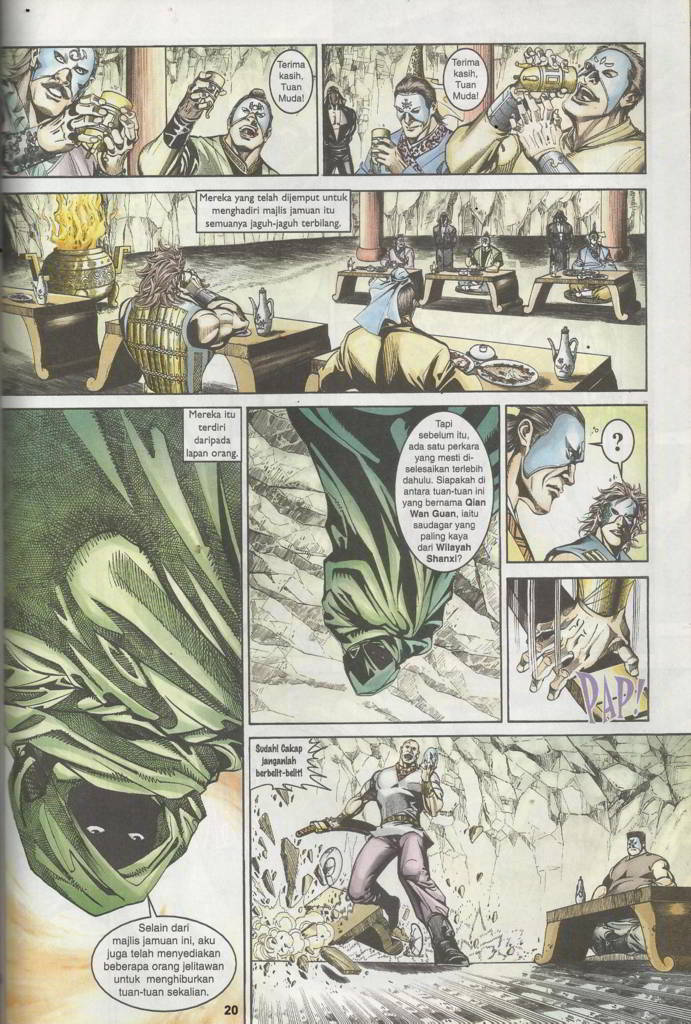 Terima
kasih,
Tuan
Muda!
Terima
kasih,
Tuan
Muda!
Mereka yang telah dijemput untuk
menghadiri majlis jamuan itu
semuanya jaguh-jaguh terbilang.
Mereka itu
terdiri
daripada
lapan orang.
Selain dari
majlis jamuan ini, aku
juga telah menyediakan
beberapa orang jelitawan
untuk menghiburkan
tuan-tuan sekalian.
Tapi
sebelum itu,
ada satu perkara
yang mesti di-
selesaikan terlebih
dahulu. Siapakah di
antara tuan-tuan ini
yang bernama Qian
Wan Guan, iaitu
saudagar yang
paling kaya
dari Wilayah
Shanxi?
?
PAP!
Sudah! Cakap
janganlah
berbelit-belit!
20